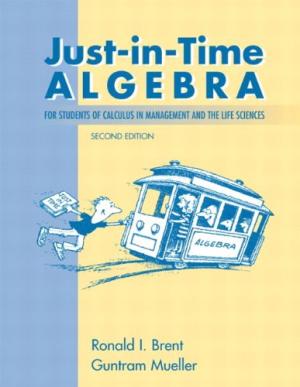 Just-in-Time
ALGEBRA
FOR STUDENTS OF CALCULUS IN MANAGEMENT AND THE LIFE SCIENCES
SECOND EDITION
ALGEBRA
Ronald I. Brent
Guntram Mueller